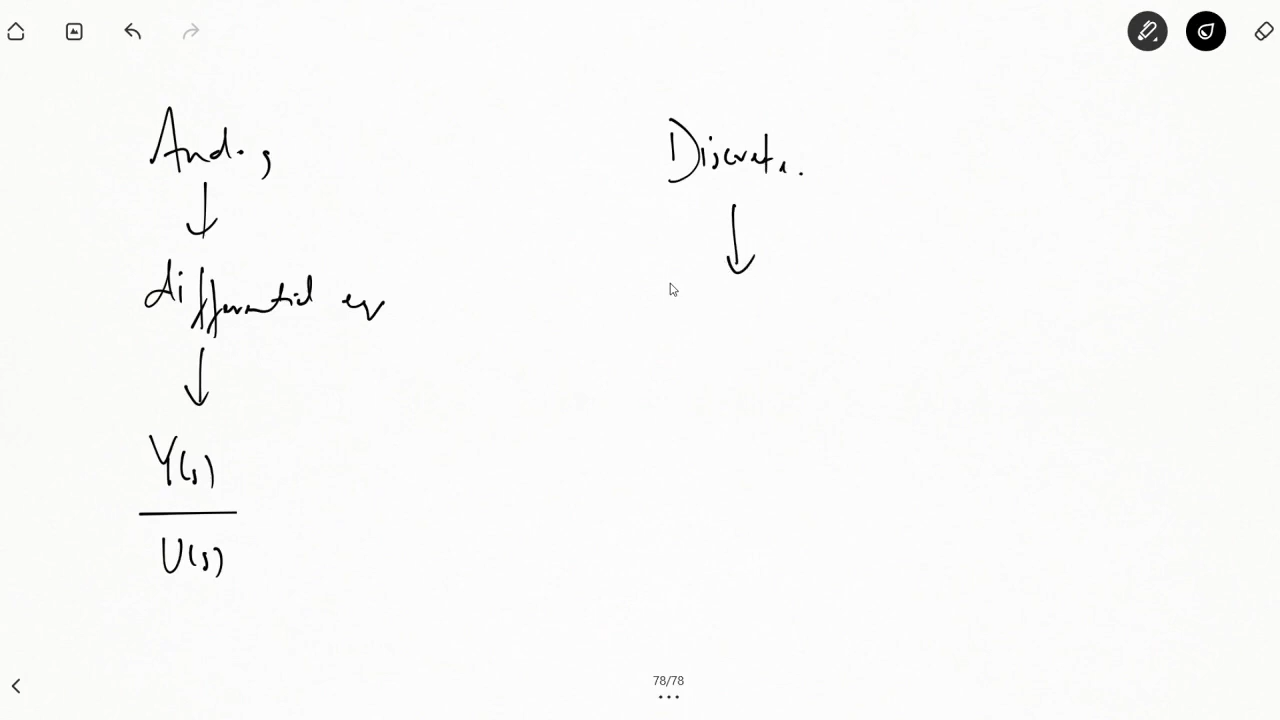 Analog
differential eq
Y(s)
U(s)
Discrete.
78/78